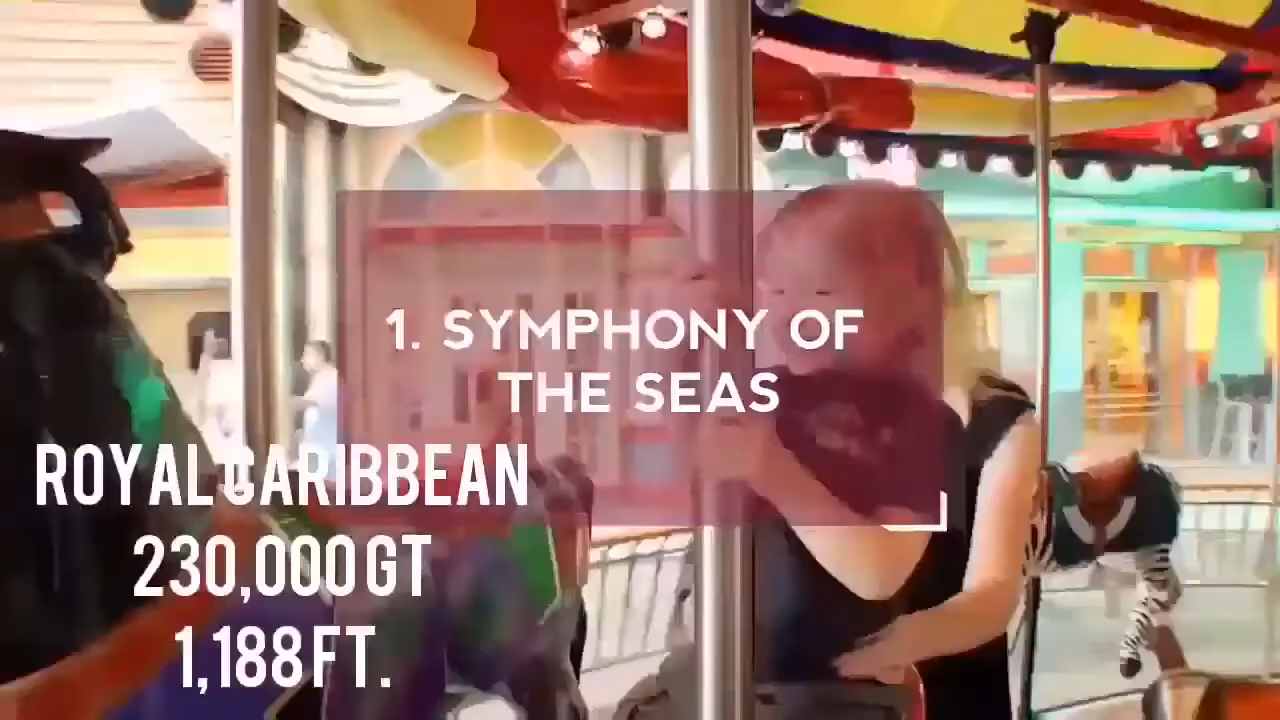 1. SYMPHONY OF
THE SEAS
ROYAL CARIBBEAN
230,000 GT
1,188 FT.